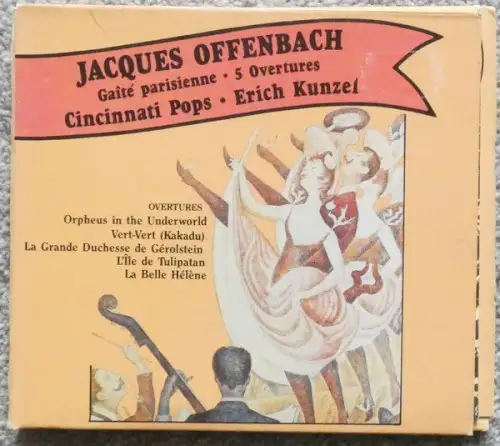 JACQUES OFFENBACH
Gaîté parisienne · 5 Overtures
Cincinnati Pops · Erich Kunzel
OVERTURES
Orpheus in the Underworld
Vert-Vert (Kakadu)
La Grande Duchesse de Gérolstein
L'Île de Tulipatan
La Belle Hélène